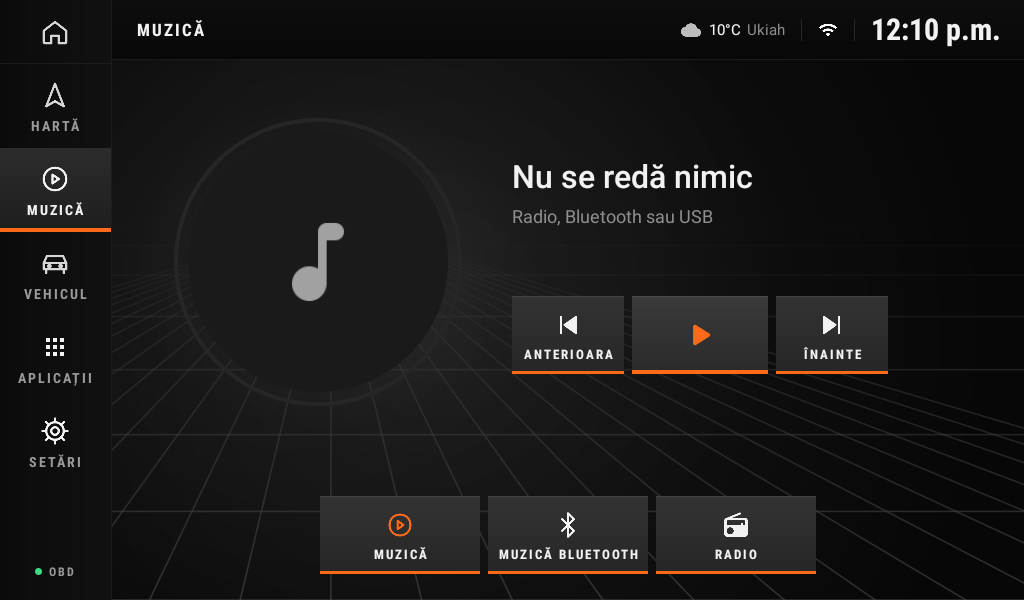 MUZICĂ
10°C Ukiah
12:10 p.m.
HARTĂ
MUZICĂ
VEHICUL
APLICAȚII
SETĂRI
OBD
Nu se redă nimic
Radio, Bluetooth sau USB
ANTERIOARA
ÎNAINTE
MUZICĂ
MUZICĂ BLUETOOTH
RADIO